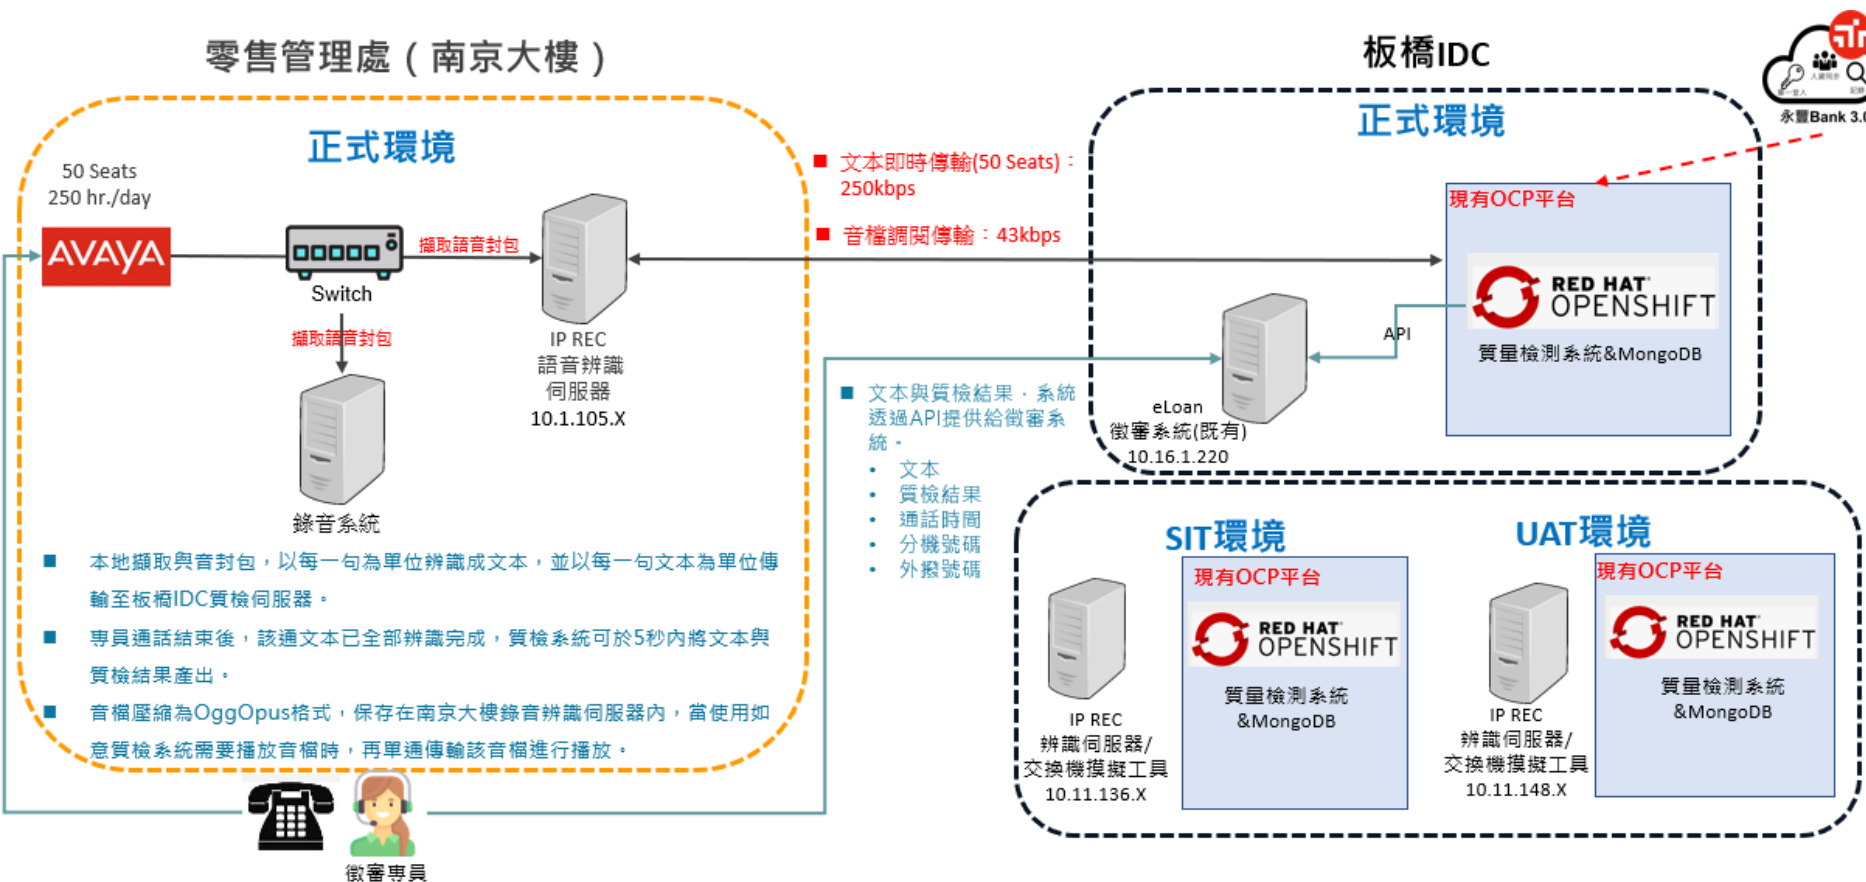 零售管理處（南京大樓）
板橋IDC
人資同步
單一登入
記錄
永豐Bank 3.0
正式環境
50 Seats
250 hr./day
AVAYA
Switch
擷取語音封包
擷取語音封包
IP REC
語音辨識
伺服器
10.1.105.X
錄音系統
■ 本地擷取與音封包，以每一句為單位辨識成文本，並以每一句文本為單位傳
輸至板橋IDC質檢伺服器。
■ 專員通話結束後，該通文本已全部辨識完成，質檢系統可於5秒內將文本與
質檢結果產出。
■ 音檔壓縮為OggOpus格式，保存在南京大樓錄音辨識伺服器內，當使用如
意質檢系統需要播放音檔時，再單通傳輸該音檔進行播放。
徵審專員
■ 文本即時傳輸(50 Seats)：
250kbps
■ 音檔調閱傳輸：43kbps
■ 文本與質檢結果，系統
透過API提供給徵審系
統。
• 文本
• 質檢結果
• 通話時間
• 分機號碼
• 外撥號碼
正式環境
現有OCP平台
RED HAT
OPENSHIFT
質量檢測系統&MongoDB
API
eLoan
徵審系統(既有)
10.16.1.220
SIT環境
現有OCP平台
RED HAT
OPENSHIFT
質量檢測系統
&MongoDB
IP REC
辨識伺服器/
交換機摸擬工具
10.11.136.X
UAT環境
現有OCP平台
RED HAT
OPENSHIFT
質量檢測系統
&MongoDB
IP REC
辨識伺服器/
交換機摸擬工具
10.11.148.X